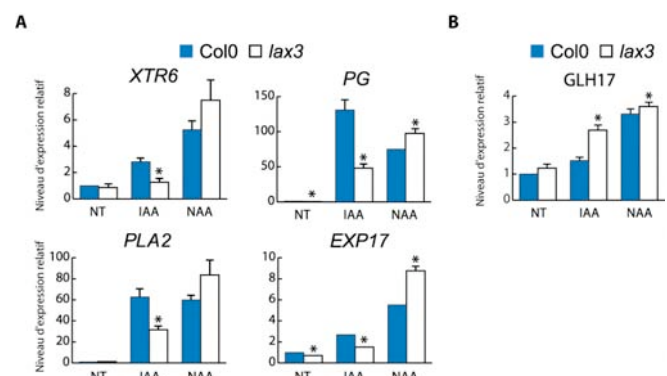 A
B
Col0 lax3
Col0 lax3
XTR6
PG
GLH17
Niveau d'expression relatif
8
6
4
2
0
NT IAA NAA
150
100
50
0
NT IAA NAA
Niveau d'expression relatif
4
3
2
1
0
NT IAA NAA
PLA2
EXP17
Niveau d'expression relatif
100
80
60
40
20
0
NT IAA NAA
10
8
6
4
2
0
NT IAA NAA
* * * * * * * * * *